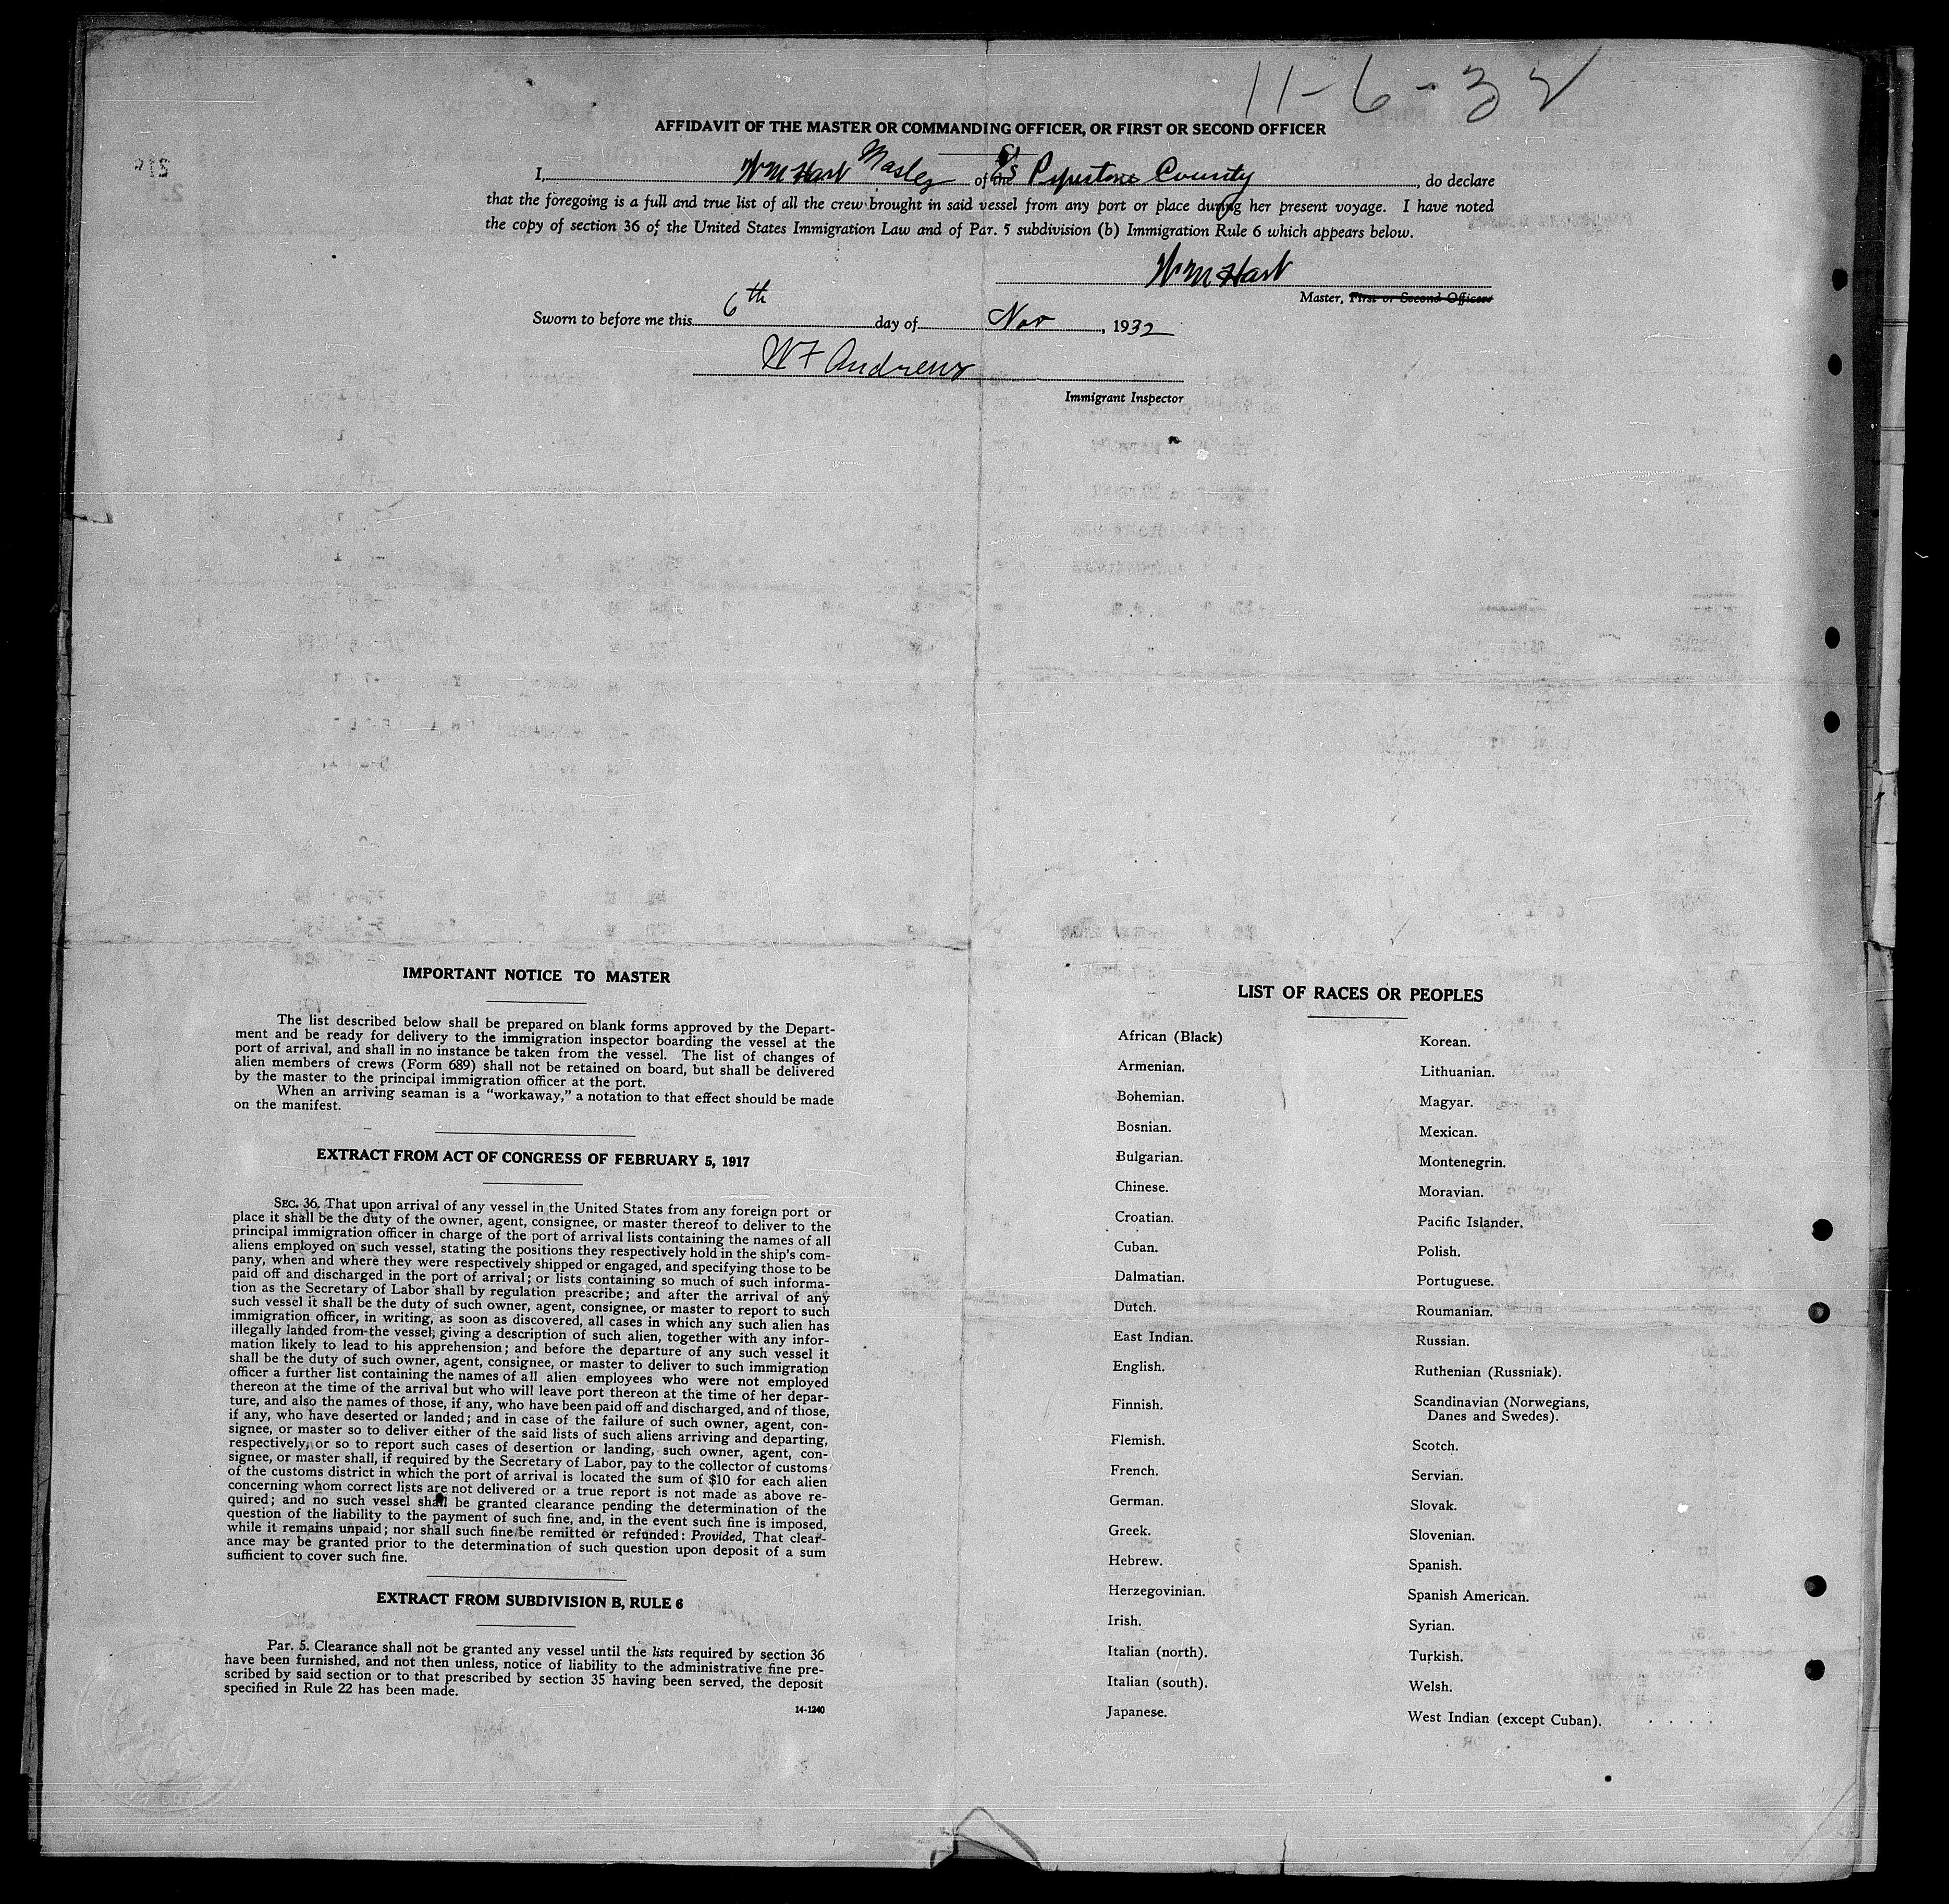 11-6-32
AFFIDAVIT OF THE MASTER OR COMMANDING OFFICER, OR FIRST OR SECOND OFFICER
I, Wm Hart Master of the S/S Pipestone County, do declare
that the foregoing is a full and true list of all the crew brought in said vessel from any port or place during her present voyage. I have noted
the copy of section 36 of the United States Immigration Law and of Par. 5 subdivision (b) Immigration Rule 6 which appears below.
Wm Hart
Master, First or Second Officer
Sworn to before me this 6th day of Nov, 1932
W F Andrews
Immigrant Inspector
IMPORTANT NOTICE TO MASTER
The list described below shall be prepared on blank forms approved by the Depart-
ment and be ready for delivery to the immigration inspector boarding the vessel at the
port of arrival, and shall in no instance be taken from the vessel. The list of changes of
alien members of crews (Form 689) shall not be retained on board, but shall be delivered
by the master to the principal immigration officer at the port.
When an arriving seaman is a "workaway," a notation to that effect should be made
on the manifest.
EXTRACT FROM ACT OF CONGRESS OF FEBRUARY 5, 1917
SEC. 36. That upon arrival of any vessel in the United States from any foreign port or
place it shall be the duty of the owner, agent, consignee, or master thereof to deliver to the
principal immigration officer in charge of the port of arrival lists containing the names of all
aliens employed on such vessel, stating the positions they respectively hold in the ship's com-
pany, when and where they were respectively shipped or engaged, and specifying those to be
paid off and discharged in the port of arrival; or lists containing so much of such informa-
tion as the Secretary of Labor shall by regulation prescribe; and after the arrival of any
such vessel it shall be the duty of such owner, agent, consignee, or master to report to such
immigration officer, in writing, as soon as discovered, all cases in which any such alien has
illegally landed from the vessel, giving a description of such alien, together with any infor-
mation likely to lead to his apprehension; and before the departure of any such vessel it
shall be the duty of such owner, agent, consignee, or master to deliver to such immigration
officer a further list containing the names of all alien employees who were not employed
thereon at the time of the arrival but who will leave port thereon at the time of her depar-
ture, and also the names of those, if any, who have been paid off and discharged, and of those,
if any, who have deserted or landed; and in case of the failure of such owner, agent, con-
signee, or master so to deliver either of the said lists of such aliens arriving and departing,
respectively, or so to report such cases of desertion or landing, such owner, agent, con-
signee, or master shall, if required by the Secretary of Labor, pay to the collector of customs
of the customs district in which the port of arrival is located the sum of $10 for each alien
concerning whom correct lists are not delivered or a true report is not made as above re-
quired; and no such vessel shall be granted clearance pending the determination of the
question of the liability to the payment of such fine, and, in the event such fine is imposed,
while it remains unpaid; nor shall such fine be remitted or refunded: Provided, That clear-
ance may be granted prior to the determination of such question upon deposit of a sum
sufficient to cover such fine.
EXTRACT FROM SUBDIVISION B, RULE 6
Par. 5. Clearance shall not be granted any vessel until the lists required by section 36
have been furnished, and not then unless, notice of liability to the administrative fine pre-
scribed by said section or to that prescribed by section 35 having been served, the deposit
specified in Rule 22 has been made.
14-1240
LIST OF RACES OR PEOPLES
African (Black)
Armenian.
Bohemian.
Bosnian.
Bulgarian.
Chinese.
Croatian.
Cuban.
Dalmatian.
Dutch.
East Indian.
English.
Finnish.
Flemish.
French.
German.
Greek.
Hebrew.
Herzegovinian.
Irish.
Italian (north).
Italian (south).
Japanese.
Korean.
Lithuanian.
Magyar.
Mexican.
Montenegrin.
Moravian.
Pacific Islander.
Polish.
Portuguese.
Roumanian.
Russian.
Ruthenian (Russniak).
Scandinavian (Norwegians,
Danes and Swedes).
Scotch.
Servian.
Slovak.
Slovenian.
Spanish.
Spanish American.
Syrian.
Turkish.
Welsh.
West Indian (except Cuban).